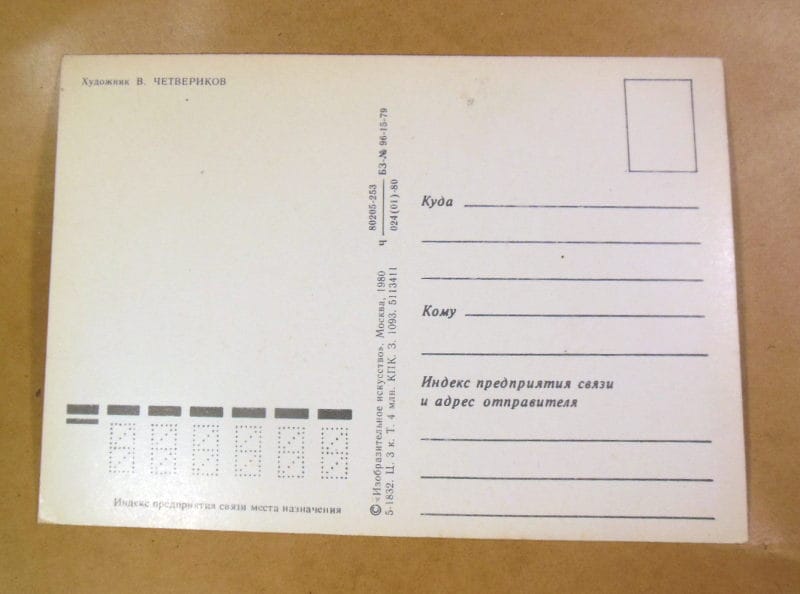 Художник В. ЧЕТВЕРИКОВ
Индекс предприятия связи места назначения
80205-253
Ч ——— БЗ-№ 96-15-79
024(01)-80
© «Изобразительное искусство», Москва, 1980
5-1832. Ц. 3 к. Т. 4 млн. КПК. З. 1093. 5113411
Куда
Кому
Индекс предприятия связи
и адрес отправителя